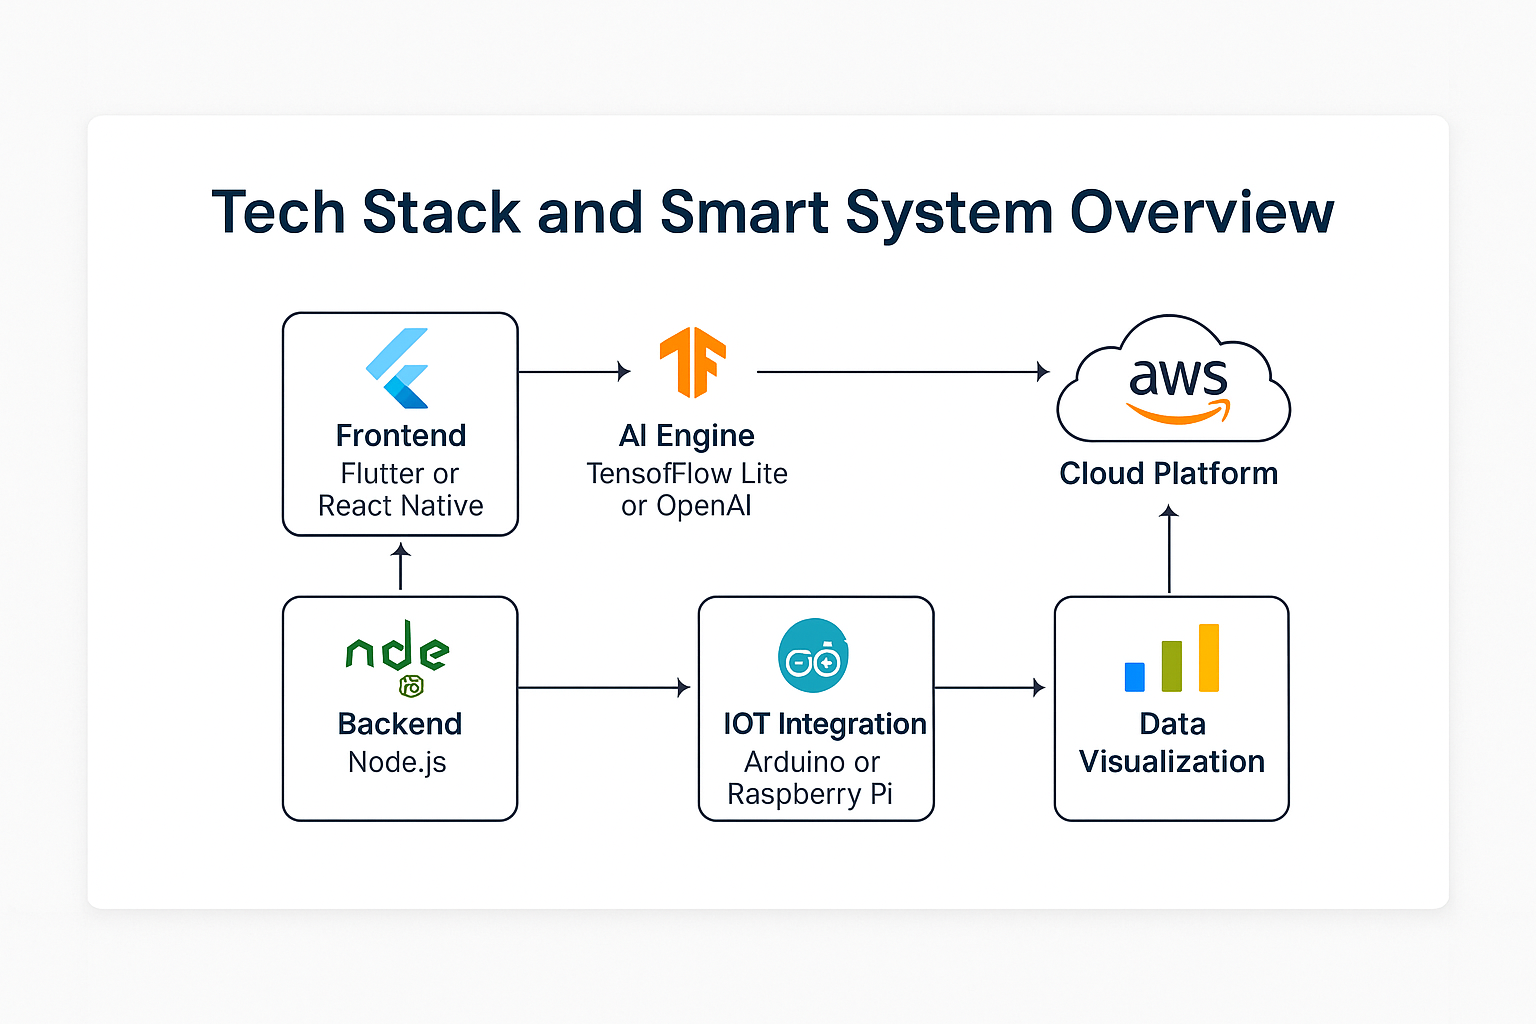 Tech Stack and Smart System Overview
Frontend
Flutter or
React Native
AI Engine
TensofFlow Lite
or OpenAI
aws
Cloud Platform
nde
Backend
Node.js
IOT Integration
Arduino or
Raspberry Pi
Data
Visualization